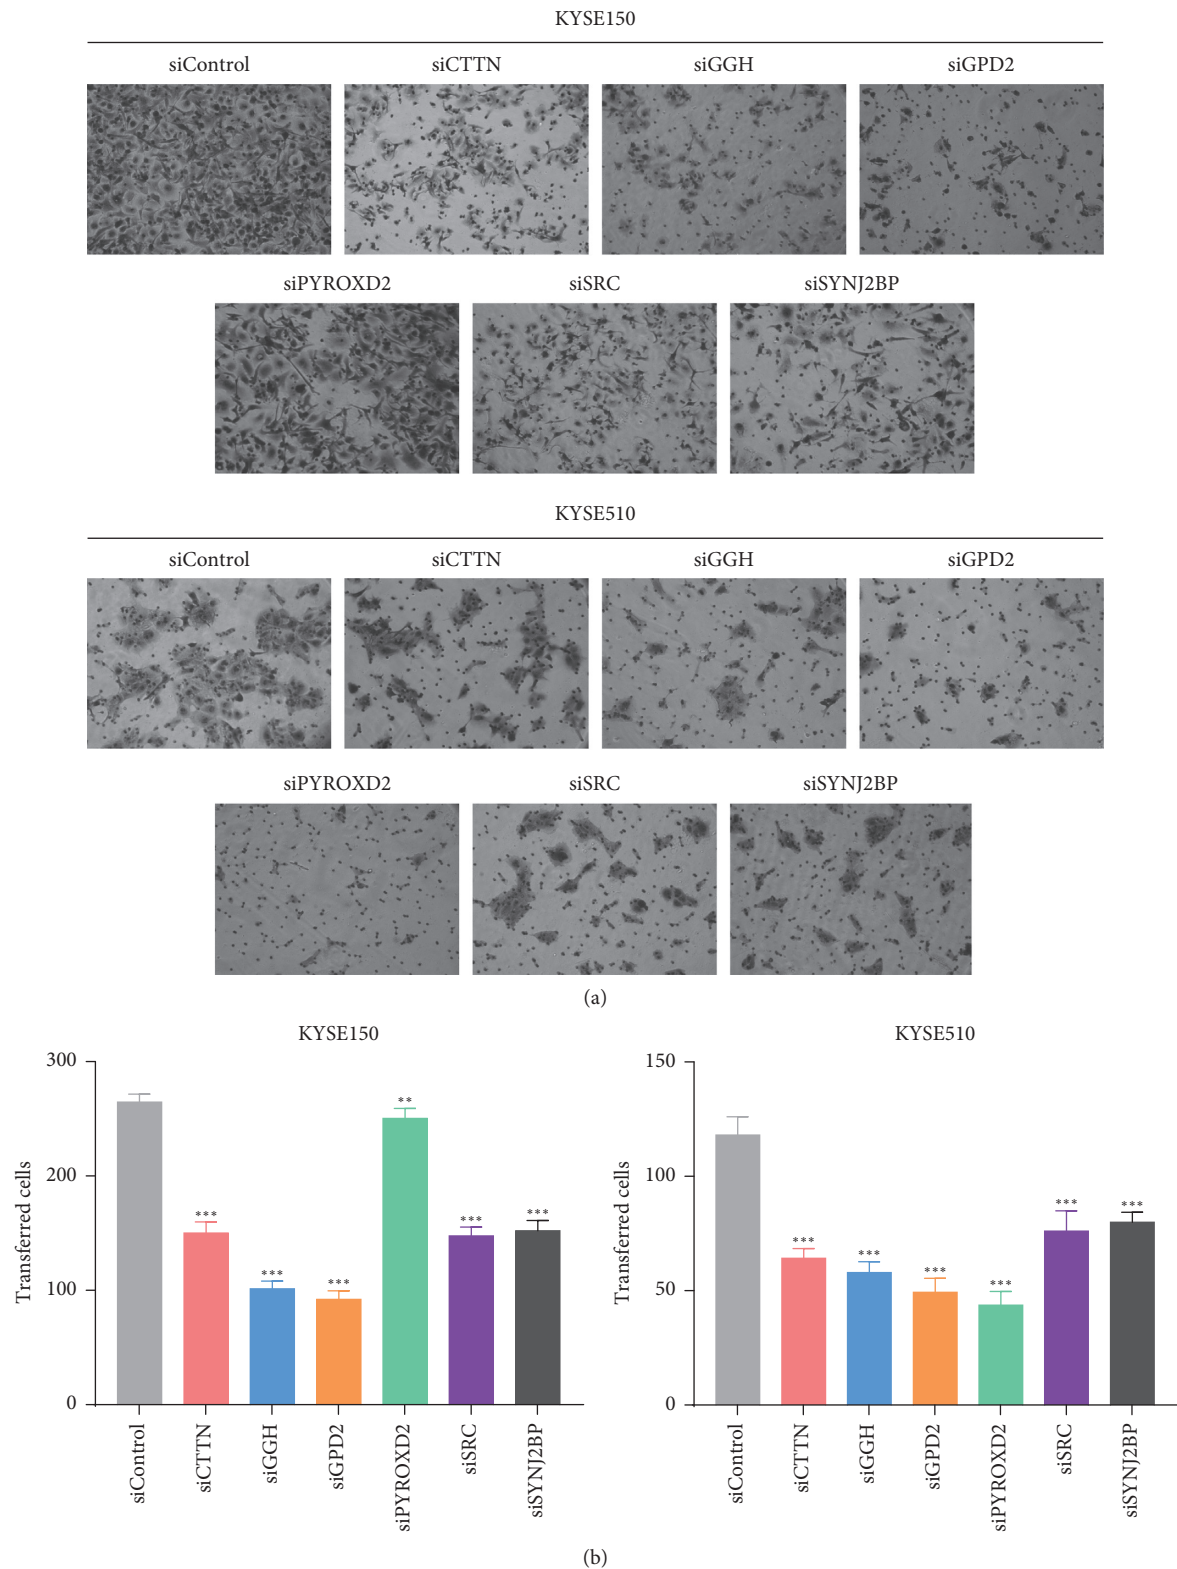 KYSE150
siControl siCTTN siGGH siGPD2
siPYROXD2 siSRC siSYNJ2BP
KYSE510
siControl siCTTN siGGH siGPD2
siPYROXD2 siSRC siSYNJ2BP
(a)
KYSE150
300
200
100
0
Transferred cells
***
***
***
**
***
***
siControl
siCTTN
siGGH
siGPD2
siPYROXD2
siSRC
siSYNJ2BP
KYSE510
150
100
50
0
Transferred cells
***
***
***
***
***
***
siControl
siCTTN
siGGH
siGPD2
siPYROXD2
siSRC
siSYNJ2BP
(b)